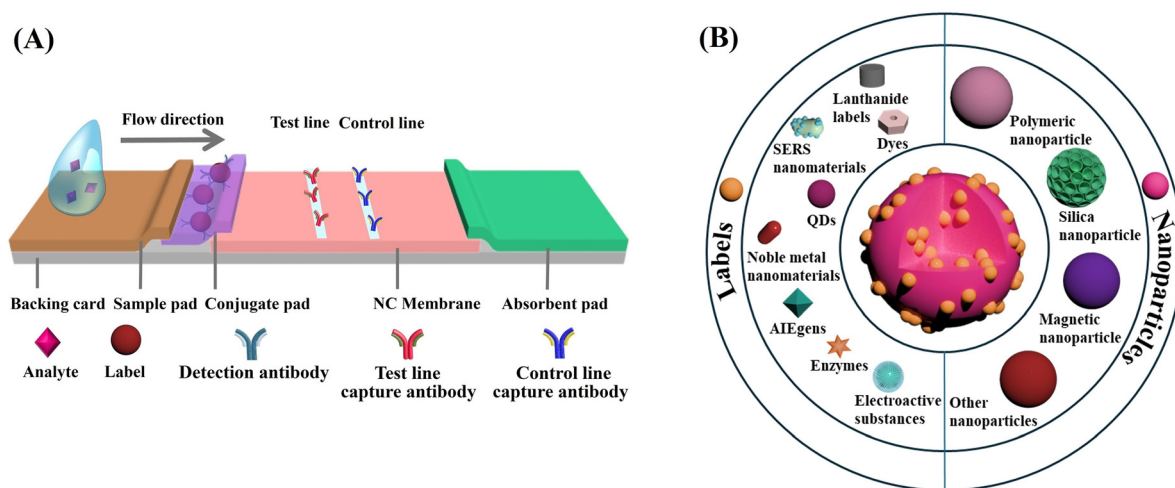 (A)
Flow direction
Test line
Control line
Backing card
Sample pad
Conjugate pad
NC Membrane
Absorbent pad
Analyte
Label
Detection antibody
Test line
capture antibody
Control line
capture antibody
(B)
Labels
Lanthanide
labels
Dyes
SERS
nanomaterials
QDs
Noble metal
nanomaterials
AIEgens
Enzymes
Electroactive
substances
Polymeric
nanoparticle
Silica
nanoparticle
Magnetic
nanoparticle
Other
nanoparticles
Nanoparticles